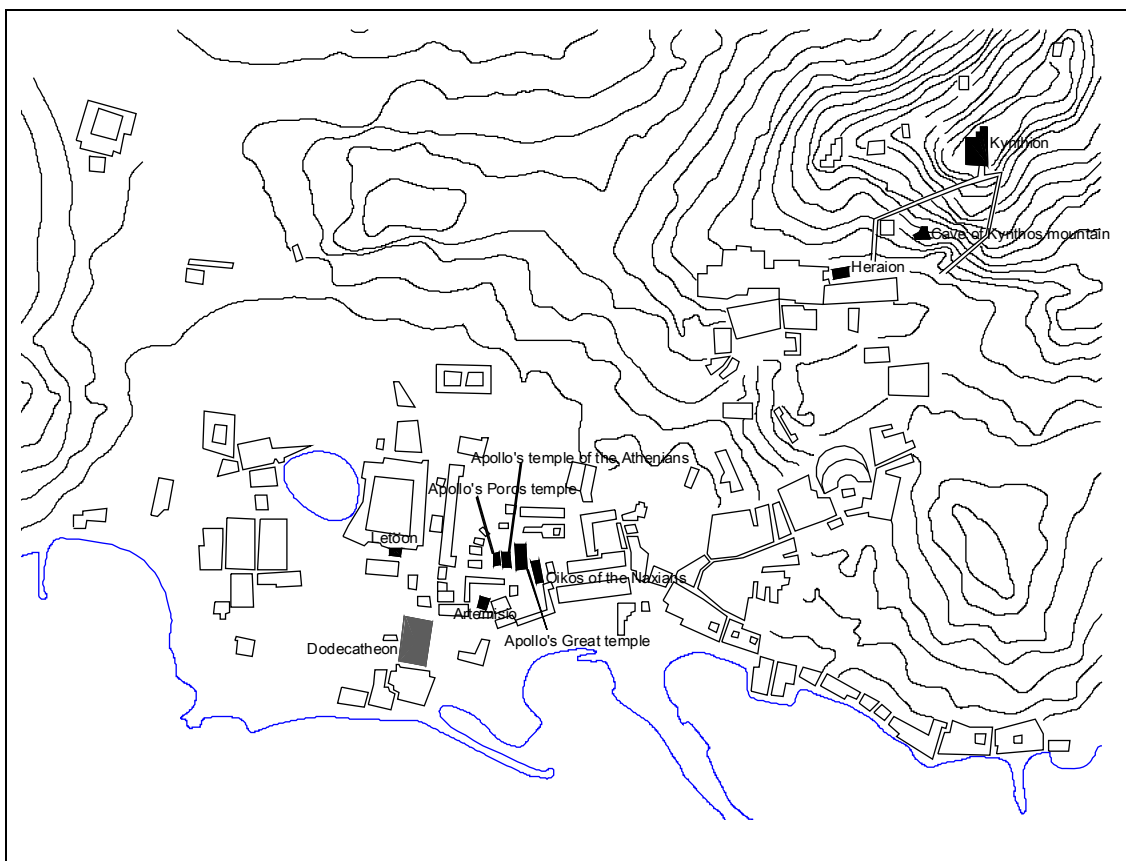 Kynthion
Cave of Kynthos mountain
Heraion
Apollo's temple of the Athenians
Apollo's Poros temple
Letoon
Oikos of the Naxians
Artemisio
Apollo's Great temple
Dodecatheon